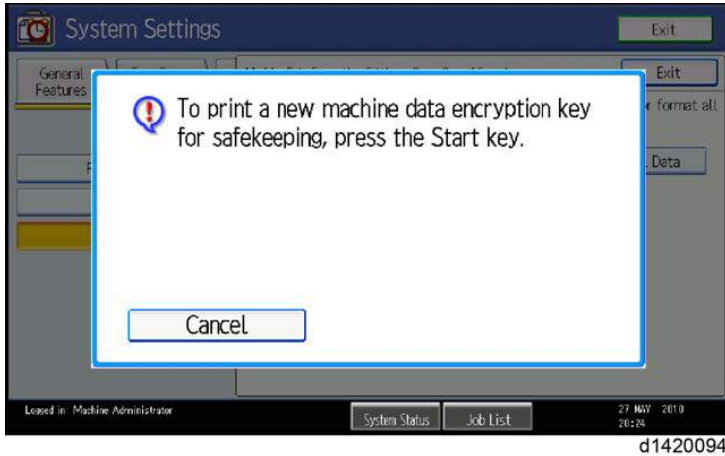 System Settings
Exit
General
Features
Exit
format all
Data
To print a new machine data encryption key
for safekeeping, press the Start key.
Cancel
Logged in: Machine Administrator
System Status
Job List
27 MAY 2010
20:24
d1420094